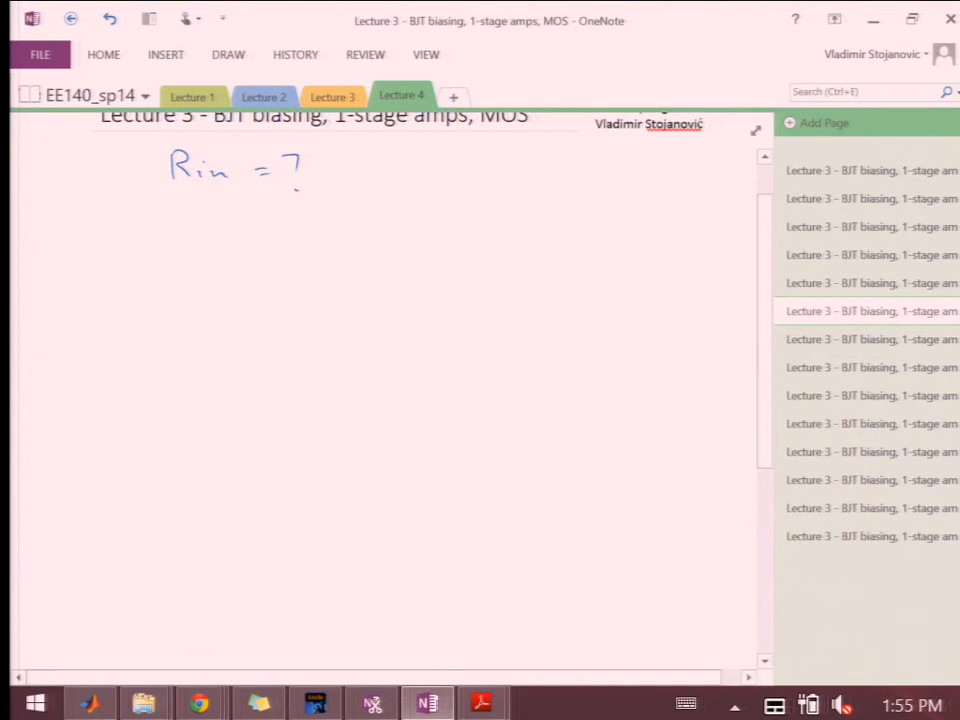 Lecture 3 - BJT biasing, 1-stage amps, MOS - OneNote
?
FILE
HOME
INSERT
DRAW
HISTORY
REVIEW
VIEW
Vladimir Stojanovic
EE140_sp14
Lecture 1
Lecture 2
Lecture 3
Lecture 4
+
Search (Ctrl+E)
Lecture 3 - BJT biasing, 1-stage amps, MOS
Vladimir Stojanović
Add Page
Rin = ?
Lecture 3 - BJT biasing, 1-stage am
Lecture 3 - BJT biasing, 1-stage am
Lecture 3 - BJT biasing, 1-stage am
Lecture 3 - BJT biasing, 1-stage am
Lecture 3 - BJT biasing, 1-stage am
Lecture 3 - BJT biasing, 1-stage am
Lecture 3 - BJT biasing, 1-stage am
Lecture 3 - BJT biasing, 1-stage am
Lecture 3 - BJT biasing, 1-stage am
Lecture 3 - BJT biasing, 1-stage am
Lecture 3 - BJT biasing, 1-stage am
Lecture 3 - BJT biasing, 1-stage am
Lecture 3 - BJT biasing, 1-stage am
Lecture 3 - BJT biasing, 1-stage am
1:55 PM